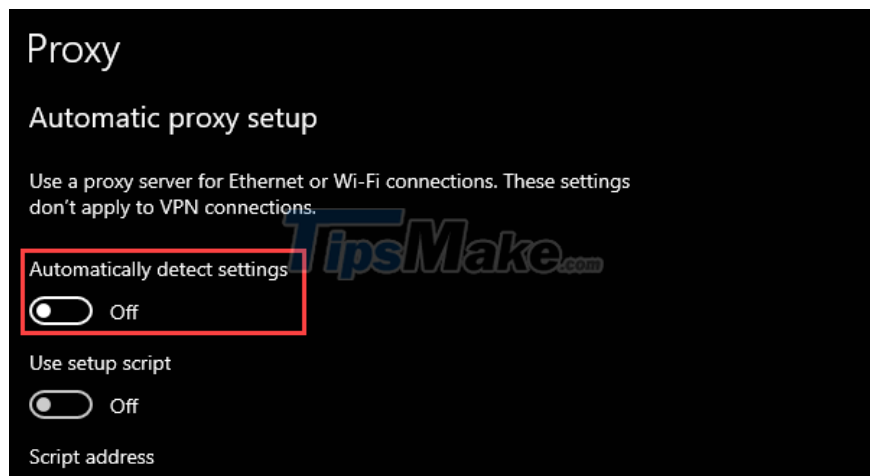 Proxy
Automatic proxy setup
Use a proxy server for Ethernet or Wi-Fi connections. These settings
don't apply to VPN connections.
TipsMake.com
Automatically detect settings
Off
Use setup script
Off
Script address